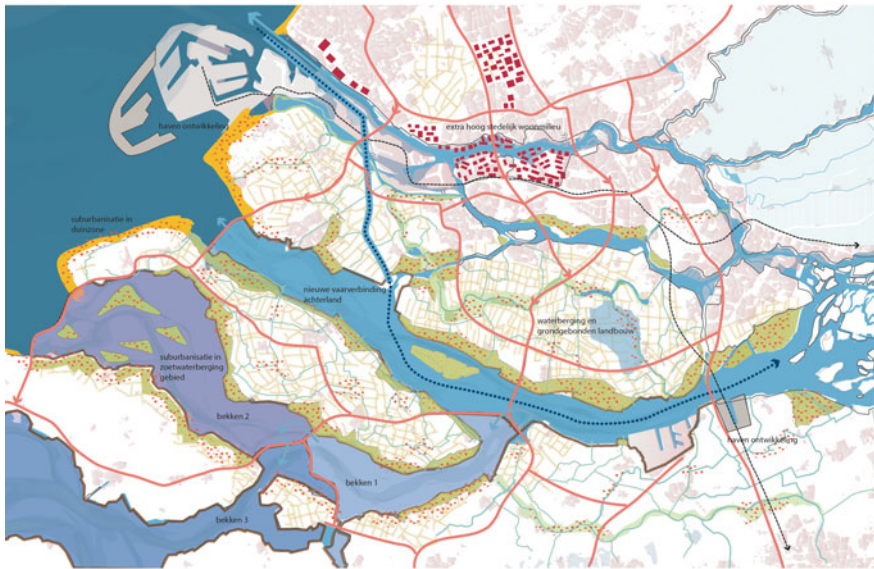 haven ontwikkeling
extra hoog stedelijk woonmilieu
suburbanisatie in
duinzone
nieuwe vaarverbinding
achterland
waterberging en
grondgebonden landbouw
suburbanisatie in
zoetwaterberging
gebied
bekken 2
haven ontwikkeling
bekken 1
bekken 3